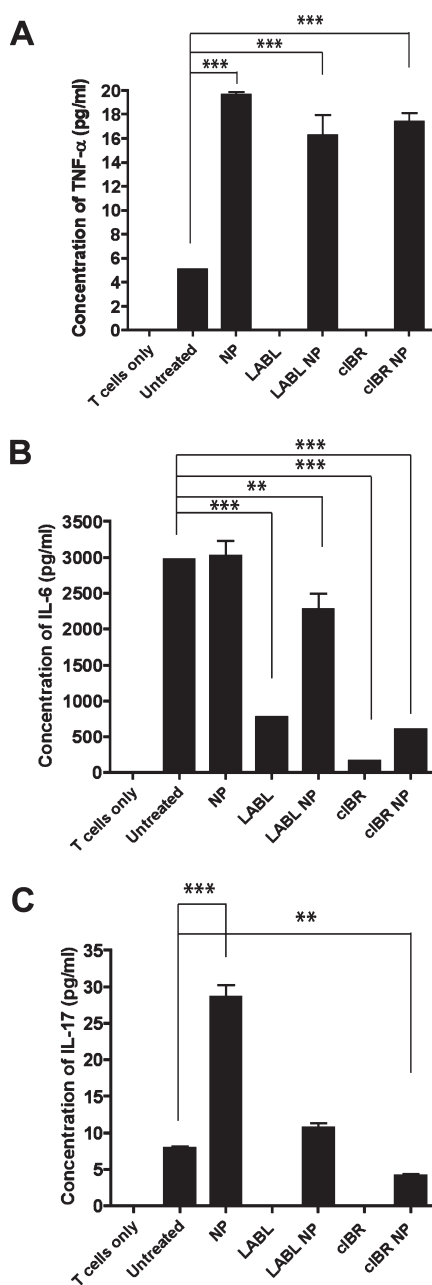 A
***
***
***
Concentration of TNF-α (pg/ml)
20
18
16
14
12
10
8
6
4
2
0
T cells only
Untreated
NP
LABL
LABL NP
cIBR
cIBR NP
B
***
***
**
***
Concentration of IL-6 (pg/ml)
3500
3000
2500
2000
1500
1000
500
0
T cells only
Untreated
NP
LABL
LABL NP
cIBR
cIBR NP
C
***
**
Concentration of IL-17 (pg/ml)
35
30
25
20
15
10
5
0
T cells only
Untreated
NP
LABL
LABL NP
cIBR
cIBR NP